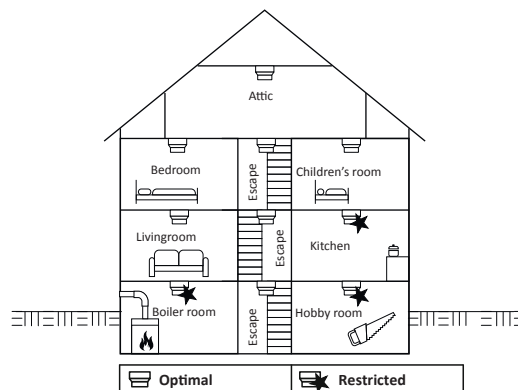 Attic
Bedroom
Escape
Children's room
Livingroom
Escape
Kitchen
Boiler room
Escape
Hobby room
Optimal
Restricted